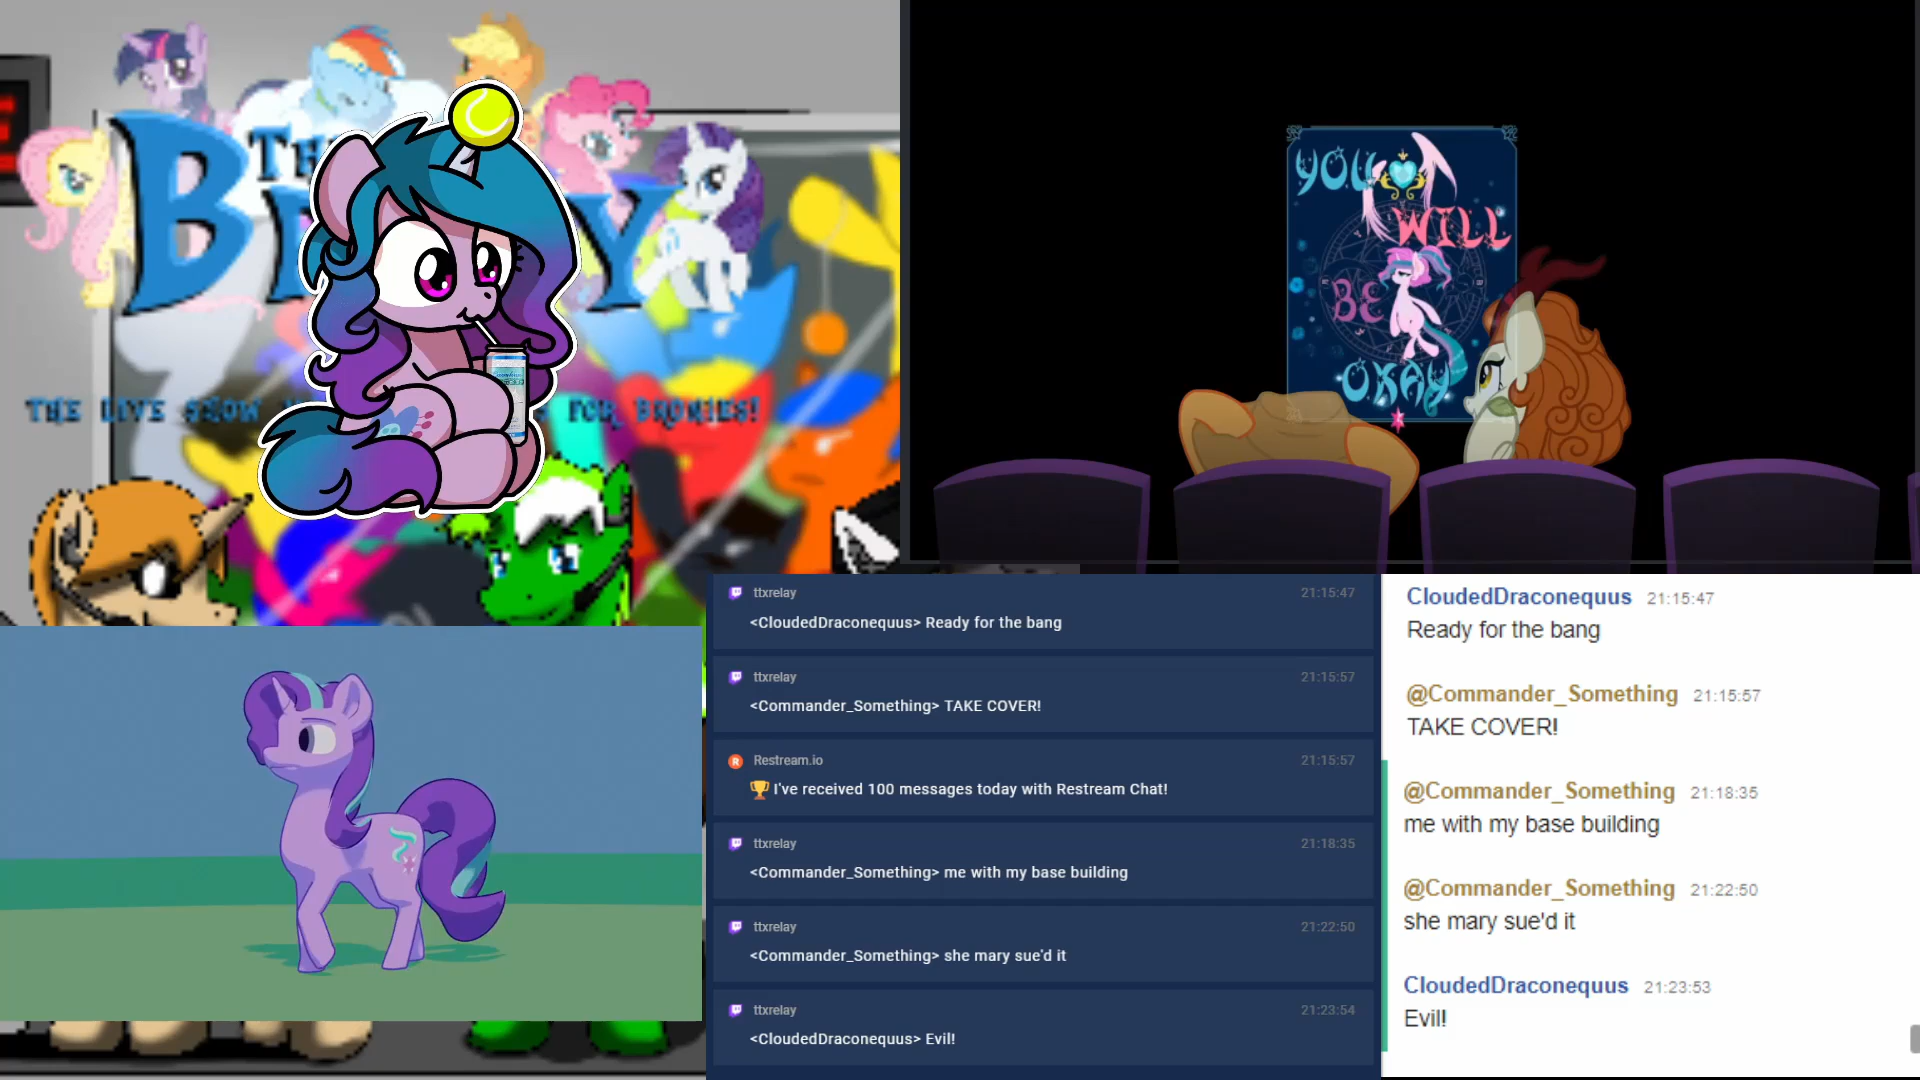 THE
THE LIVE SHOW
FOR BRONIES!
YOU
WILL
BE
OKAY
ttxrelay 21:15:47
<CloudedDraconequus> Ready for the bang
ttxrelay 21:15:57
<Commander_Something> TAKE COVER!
Restream.io 21:15:57
I've received 100 messages today with Restream Chat!
ttxrelay 21:18:35
<Commander_Something> me with my base building
ttxrelay 21:22:50
<Commander_Something> she mary sue'd it
ttxrelay 21:23:54
<CloudedDraconequus> Evil!
CloudedDraconequus 21:15:47
Ready for the bang
@Commander_Something 21:15:57
TAKE COVER!
@Commander_Something 21:18:35
me with my base building
@Commander_Something 21:22:50
she mary sue'd it
CloudedDraconequus 21:23:53
Evil!